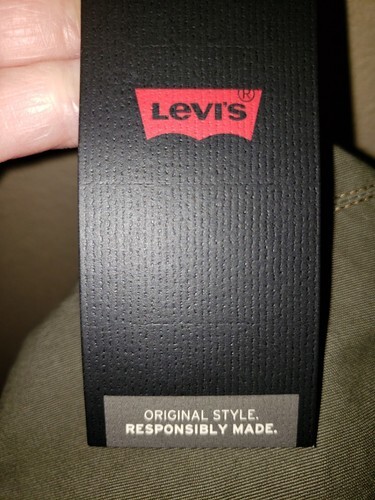 LEVI'S®
ORIGINAL STYLE.
RESPONSIBLY MADE.